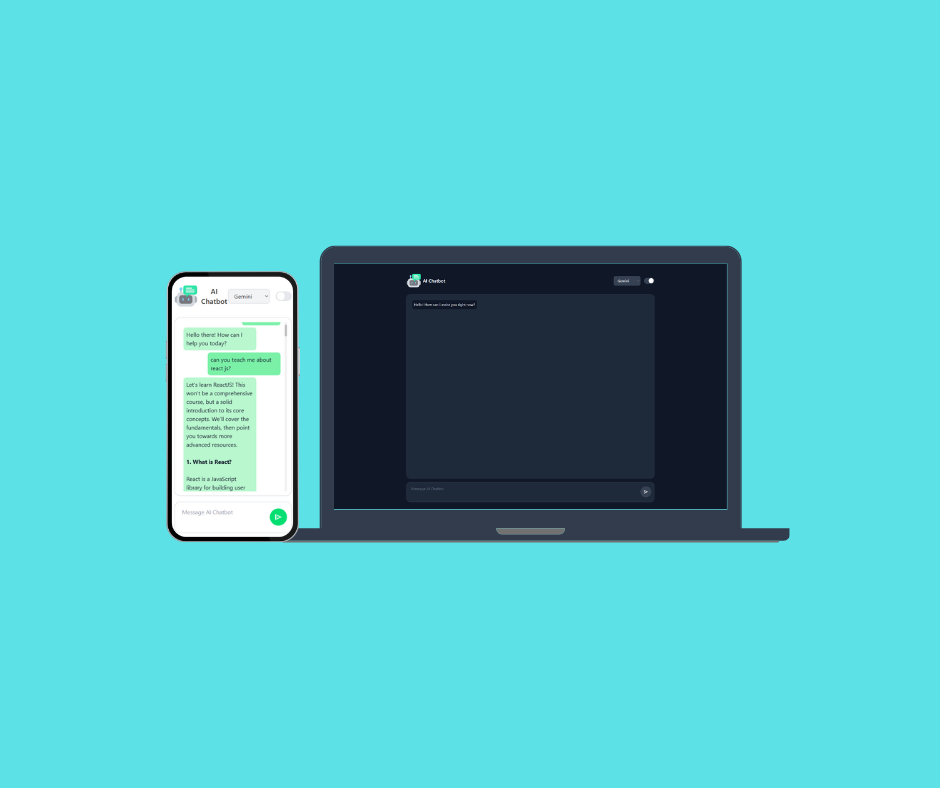 AI
Chatbot
Gemini
Hello there! How can I
help you today?
can you teach me about
react js?
Let's learn ReactJS! This
won't be a comprehensive
course, but a solid
introduction to its core
concepts. We'll cover the
fundamentals, then point
you towards more
advanced resources.
1. What is React?
React is a JavaScript
library for building user
Message AI Chatbot
AI Chatbot
Gemini
Hello! How can I assist you right now?
Message AI Chatbot